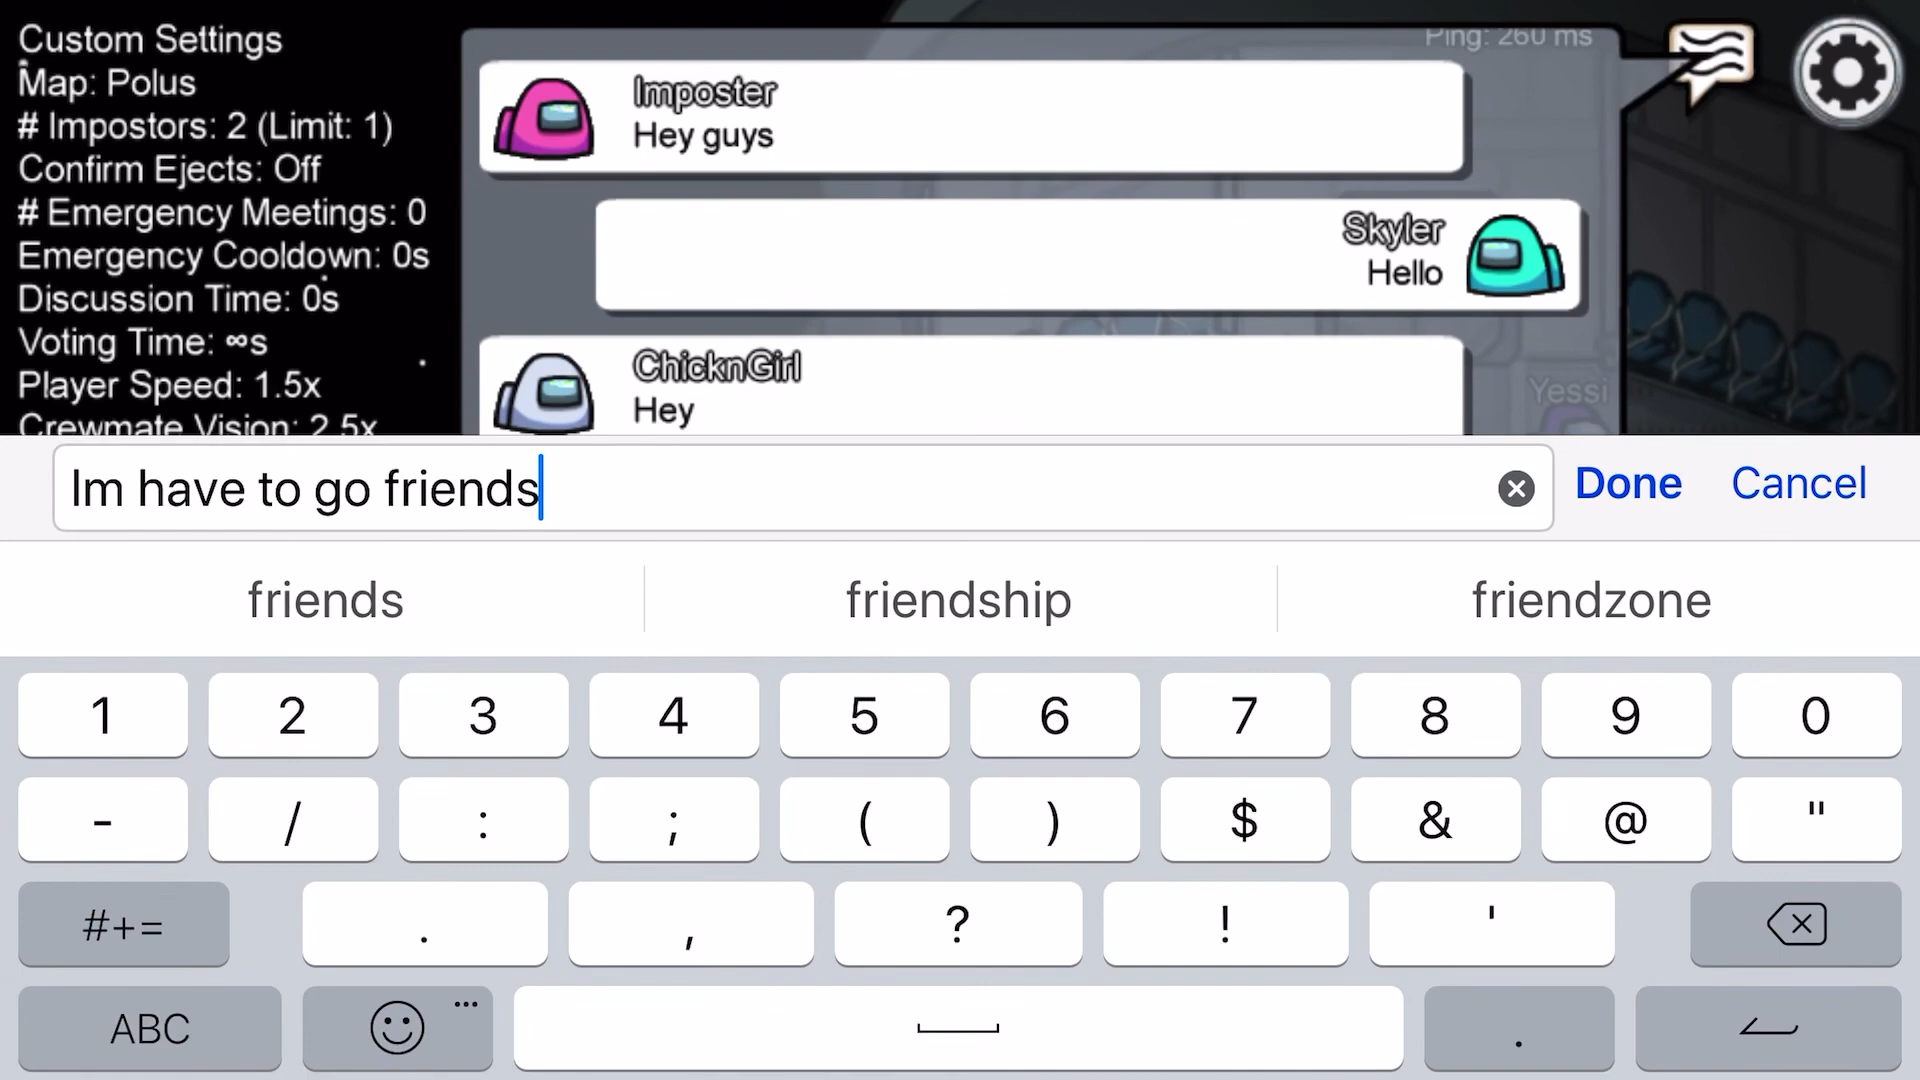 Custom Settings
Map: Polus
# Impostors: 2 (Limit: 1)
Confirm Ejects: Off
# Emergency Meetings: 0
Emergency Cooldown: 0s
Discussion Time: 0s
Voting Time: ∞s
Player Speed: 1.5x
Crewmate Vision: 2.5x
Ping: 260 ms
Imposter
Hey guys
Skyler
Hello
ChicknGirl
Hey
Yessi
Im have to go friends
Done
Cancel
friends
friendship
friendzone
1 2 3 4 5 6 7 8 9 0
- / : ; ( ) $ & @ "
#+= . , ? ! '
ABC .